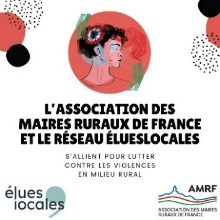 L'ASSOCIATION DES
MAIRES RURAUX DE FRANCE
ET LE RÉSEAU ÉLUESLOCALES
S'ALLIENT POUR LUTTER
CONTRE LES VIOLENCES
EN MILIEU RURAL
élues
locales
AMRF
ASSOCIATION DES MAIRES
RURAUX DE FRANCE